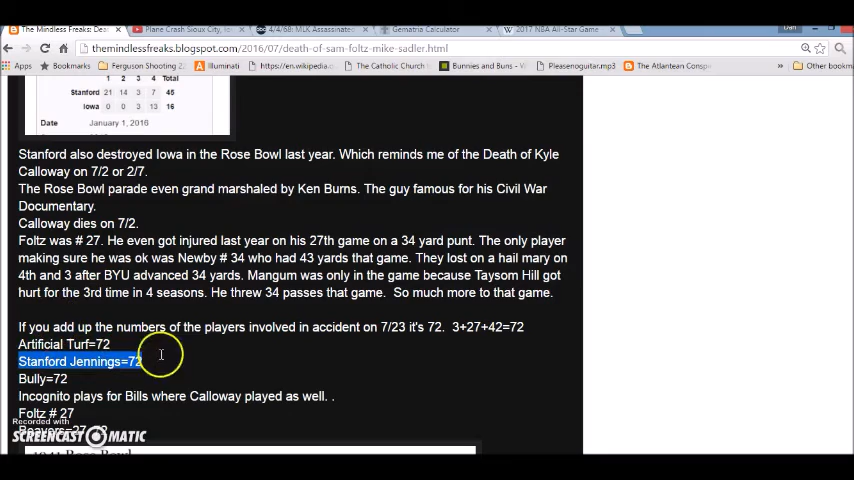 The Mindless Freaks: Dea
Plane Crash Sioux City, I
4/4/68: MLK Assassinated
Gematria Calculator
2017 NBA All-Star Game
Dan
themindlessfreaks.blogspot.com/2016/07/death-of-sam-foltz-mike-sadler.html
Apps
Bookmarks
Ferguson Shooting 22
Illuminati
https://en.wikipedia.c
The Catholic Church t
Bunnies and Buns - W
Pleasenoguitar.mp3
The Atlantean Consp
»
Other bookm
1 2 3 4 Total
Stanford 21 14 3 7 45
Iowa 0 0 3 13 16
Date January 1, 2016
Stanford also destroyed Iowa in the Rose Bowl last year. Which reminds me of the Death of Kyle
Calloway on 7/2 or 2/7.
The Rose Bowl parade even grand marshaled by Ken Burns. The guy famous for his Civil War
Documentary.
Calloway dies on 7/2.
Foltz was # 27. He even got injured last year on his 27th game on a 34 yard punt. The only player
making sure he was ok was Newby # 34 who had 43 yards that game. They lost on a hail mary on
4th and 3 after BYU advanced 34 yards. Mangum was only in the game because Taysom Hill got
hurt for the 3rd time in 4 seasons. He threw 34 passes that game. So much more to that game.
If you add up the numbers of the players involved in accident on 7/23 it's 72. 3+27+42=72
Artificial Turf=72
Stanford Jennings=72
Bully=72
Incognito plays for Bills where Calloway played as well. .
Foltz # 27
Recorded with
SCREENCAST MATIC
1941 Rose Bowl